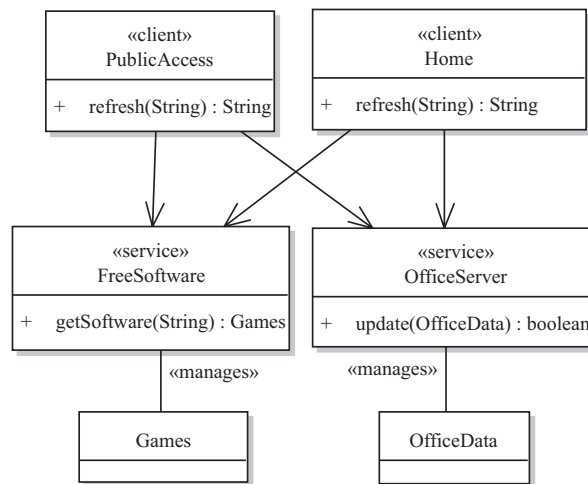 «client»
PublicAccess
+ refresh(String) : String
«client»
Home
+ refresh(String) : String
«service»
FreeSoftware
+ getSoftware(String) : Games
«service»
OfficeServer
+ update(OfficeData) : boolean
«manages»
«manages»
Games
OfficeData